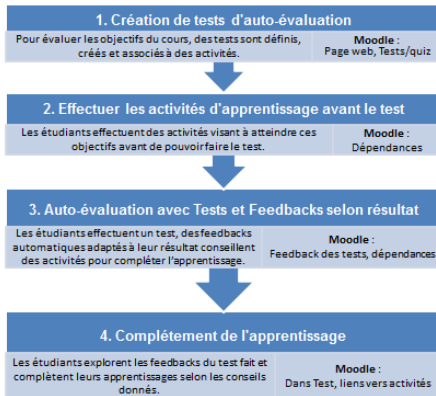 1. Création de tests d'auto-évaluation
Pour évaluer les objectifs du cours, des tests sont définis,
créés et associés à des activités.
Moodle :
Page web, Tests/quiz
2. Effectuer les activités d'apprentissage avant le test
Les étudiants effectuent des activités visant à atteindre ces
objectifs avant de pouvoir faire le test.
Moodle :
Dépendances
3. Auto-évaluation avec Tests et Feedbacks selon résultat
Les étudiants effectuent un test, des feedbacks
automatiques adaptés à leur résultat conseillent
des activités pour compléter l'apprentissage.
Moodle :
Feedback des tests, dépendances
4. Complétement de l'apprentissage
Les étudiants explorent les feedbacks du test fait et
complètent leurs apprentissages selon les conseils
donnés.
Moodle :
Dans Test, liens vers activités